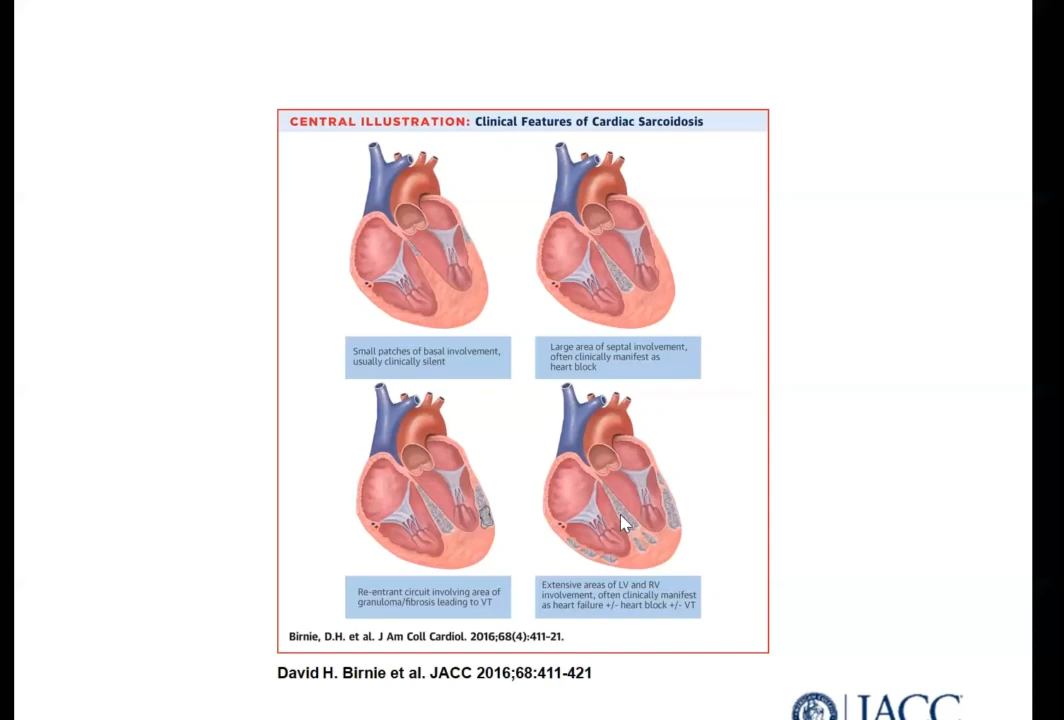 CENTRAL ILLUSTRATION: Clinical Features of Cardiac Sarcoidosis
Small patches of basal involvement,
usually clinically silent
Large area of septal involvement,
often clinically manifest as
heart block
Re-entrant circuit involving area of
granuloma/fibrosis leading to VT
Extensive areas of LV and RV
involvement, often clinically manifest
as heart failure +/- heart block +/- VT
Birnie, D.H. et al. J Am Coll Cardiol. 2016;68(4):411-21.
David H. Birnie et al. JACC 2016;68:411-421
JACC